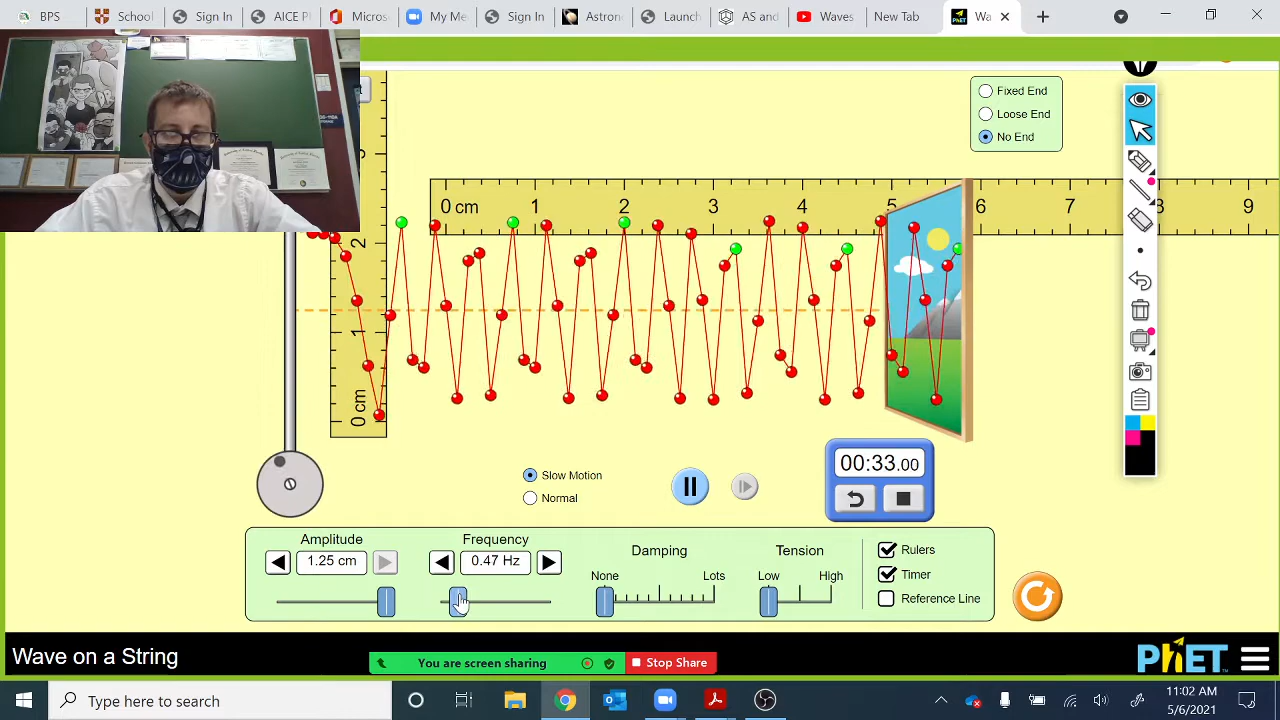 BPS
School
Sign In
AICE Pl
Micros
My Me
Sign In
Astron
Laun
AS and
Waves
New Tab
PhET
Wa
Fixed End
Loose End
No End
0 cm 1 2 3 4 5 6 7 8 9
2
1
0 cm
00:33.00
Slow Motion
Normal
Amplitude
1.25 cm
Frequency
0.47 Hz
Damping
None Lots
Tension
Low High
Rulers
Timer
Reference Line
Wave on a String
You are screen sharing
Stop Share
PhET
Type here to search
11:02 AM
5/6/2021